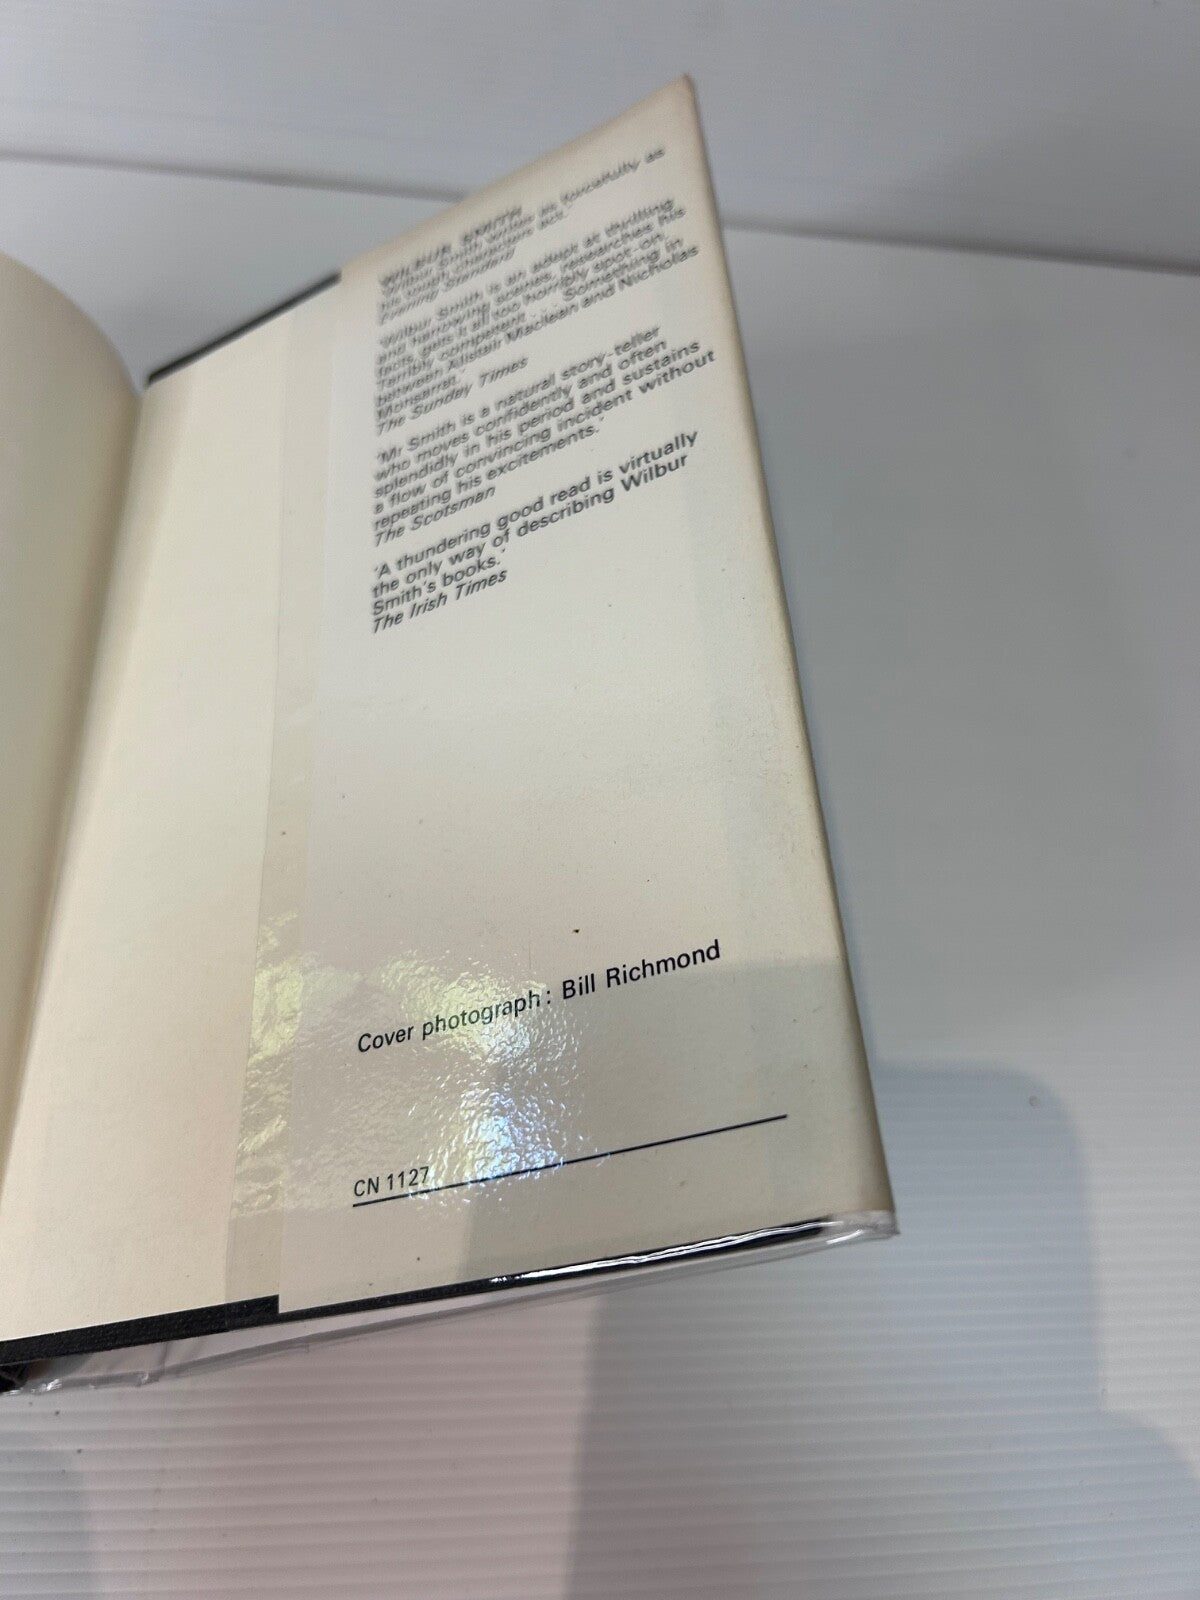 WILBUR SMITH
'Wilbur Smith writes as forcefully as
his tough characters act.'
Evening Standard
'Wilbur Smith is an adept at thrilling
and harrowing scenes, researches his
facts, gets it all too horribly spot-on.
Terribly competent . . . Something in
between Alistair Maclean and Nicholas
Monsarrat.'
The Sunday Times
'Mr Smith is a natural story-teller
who moves confidently and often
splendidly in his period and sustains
a flow of convincing incident without
repeating his excitements.'
The Scotsman
'A thundering good read is virtually
the only way of describing Wilbur
Smith's books.'
The Irish Times
Cover photograph: Bill Richmond
CN 1127